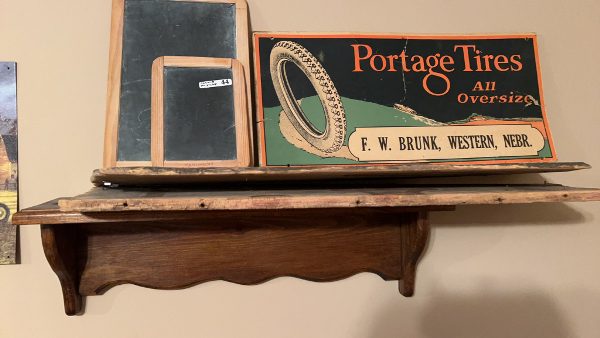 Portage Tires
All
Oversize
F. W. BRUNK, WESTERN, NEBR.